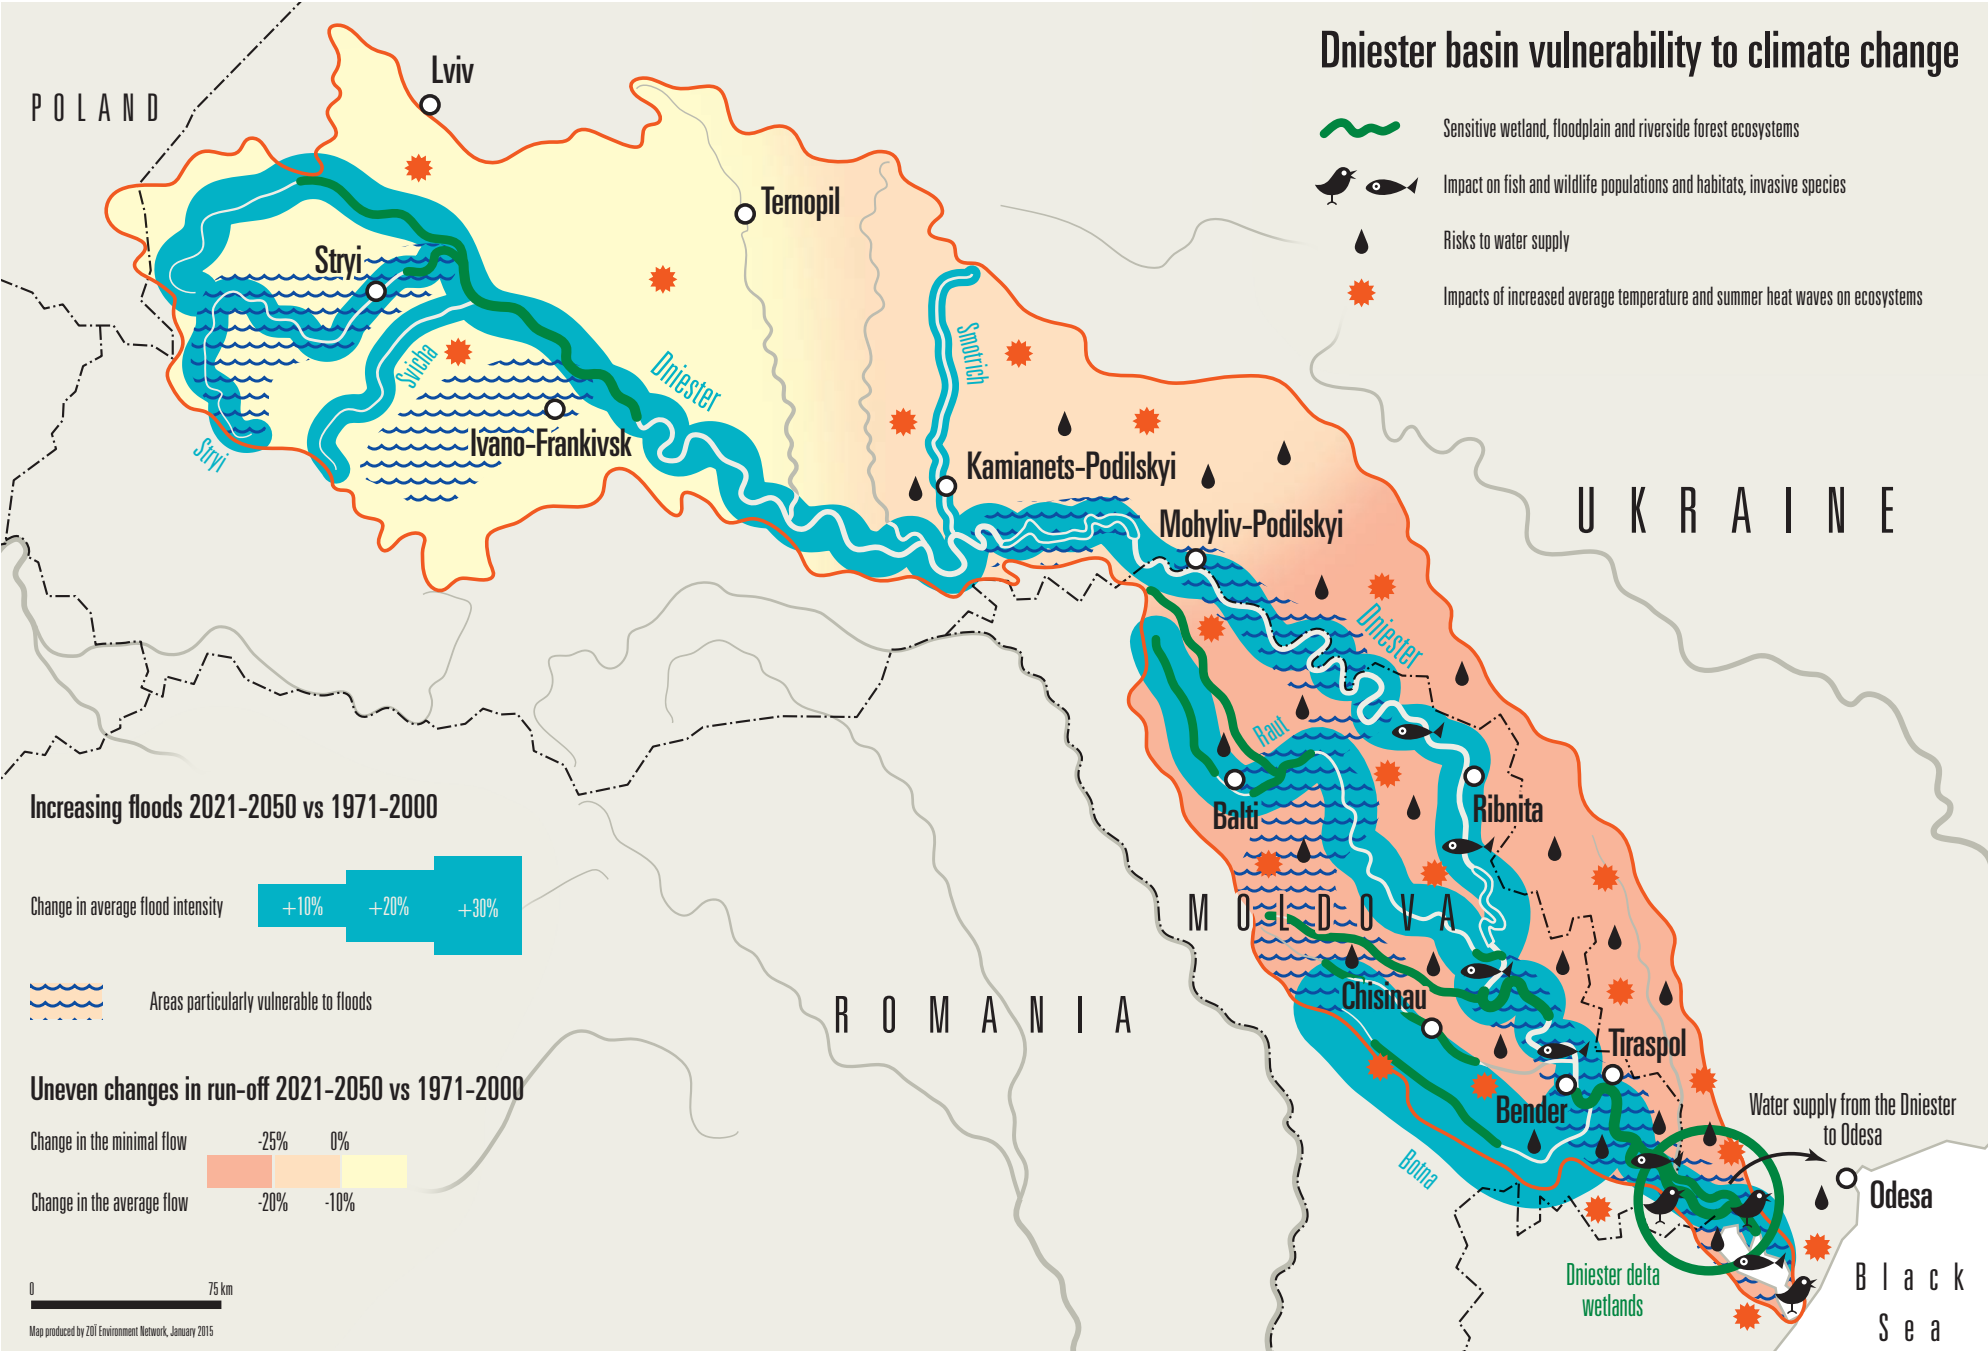 Dniester basin vulnerability to climate change
Sensitive wetland, floodplain and riverside forest ecosystems
Impact on fish and wildlife populations and habitats, invasive species
Risks to water supply
Impacts of increased average temperature and summer heat waves on ecosystems
POLAND
Lviv
Ternopil
Stryi
Svicha
Dniester
Smotrich
Ivano-Frankivsk
Stryi
Kamianets-Podilskyi
Mohyliv-Podilskyi
UKRAINE
Dniester
Raut
Balti
Ribnita
MOLDOVA
Chisinau
ROMANIA
Tiraspol
Bender
Botna
Water supply from the Dniester
to Odesa
Odesa
Dniester delta
wetlands
Black
Sea
Increasing floods 2021-2050 vs 1971-2000
Change in average flood intensity
+10%
+20%
+30%
Areas particularly vulnerable to floods
Uneven changes in run-off 2021-2050 vs 1971-2000
Change in the minimal flow
-25%
0%
Change in the average flow
-20%
-10%
0
75 km
Map produced by ZOÏ Environment Network, January 2015